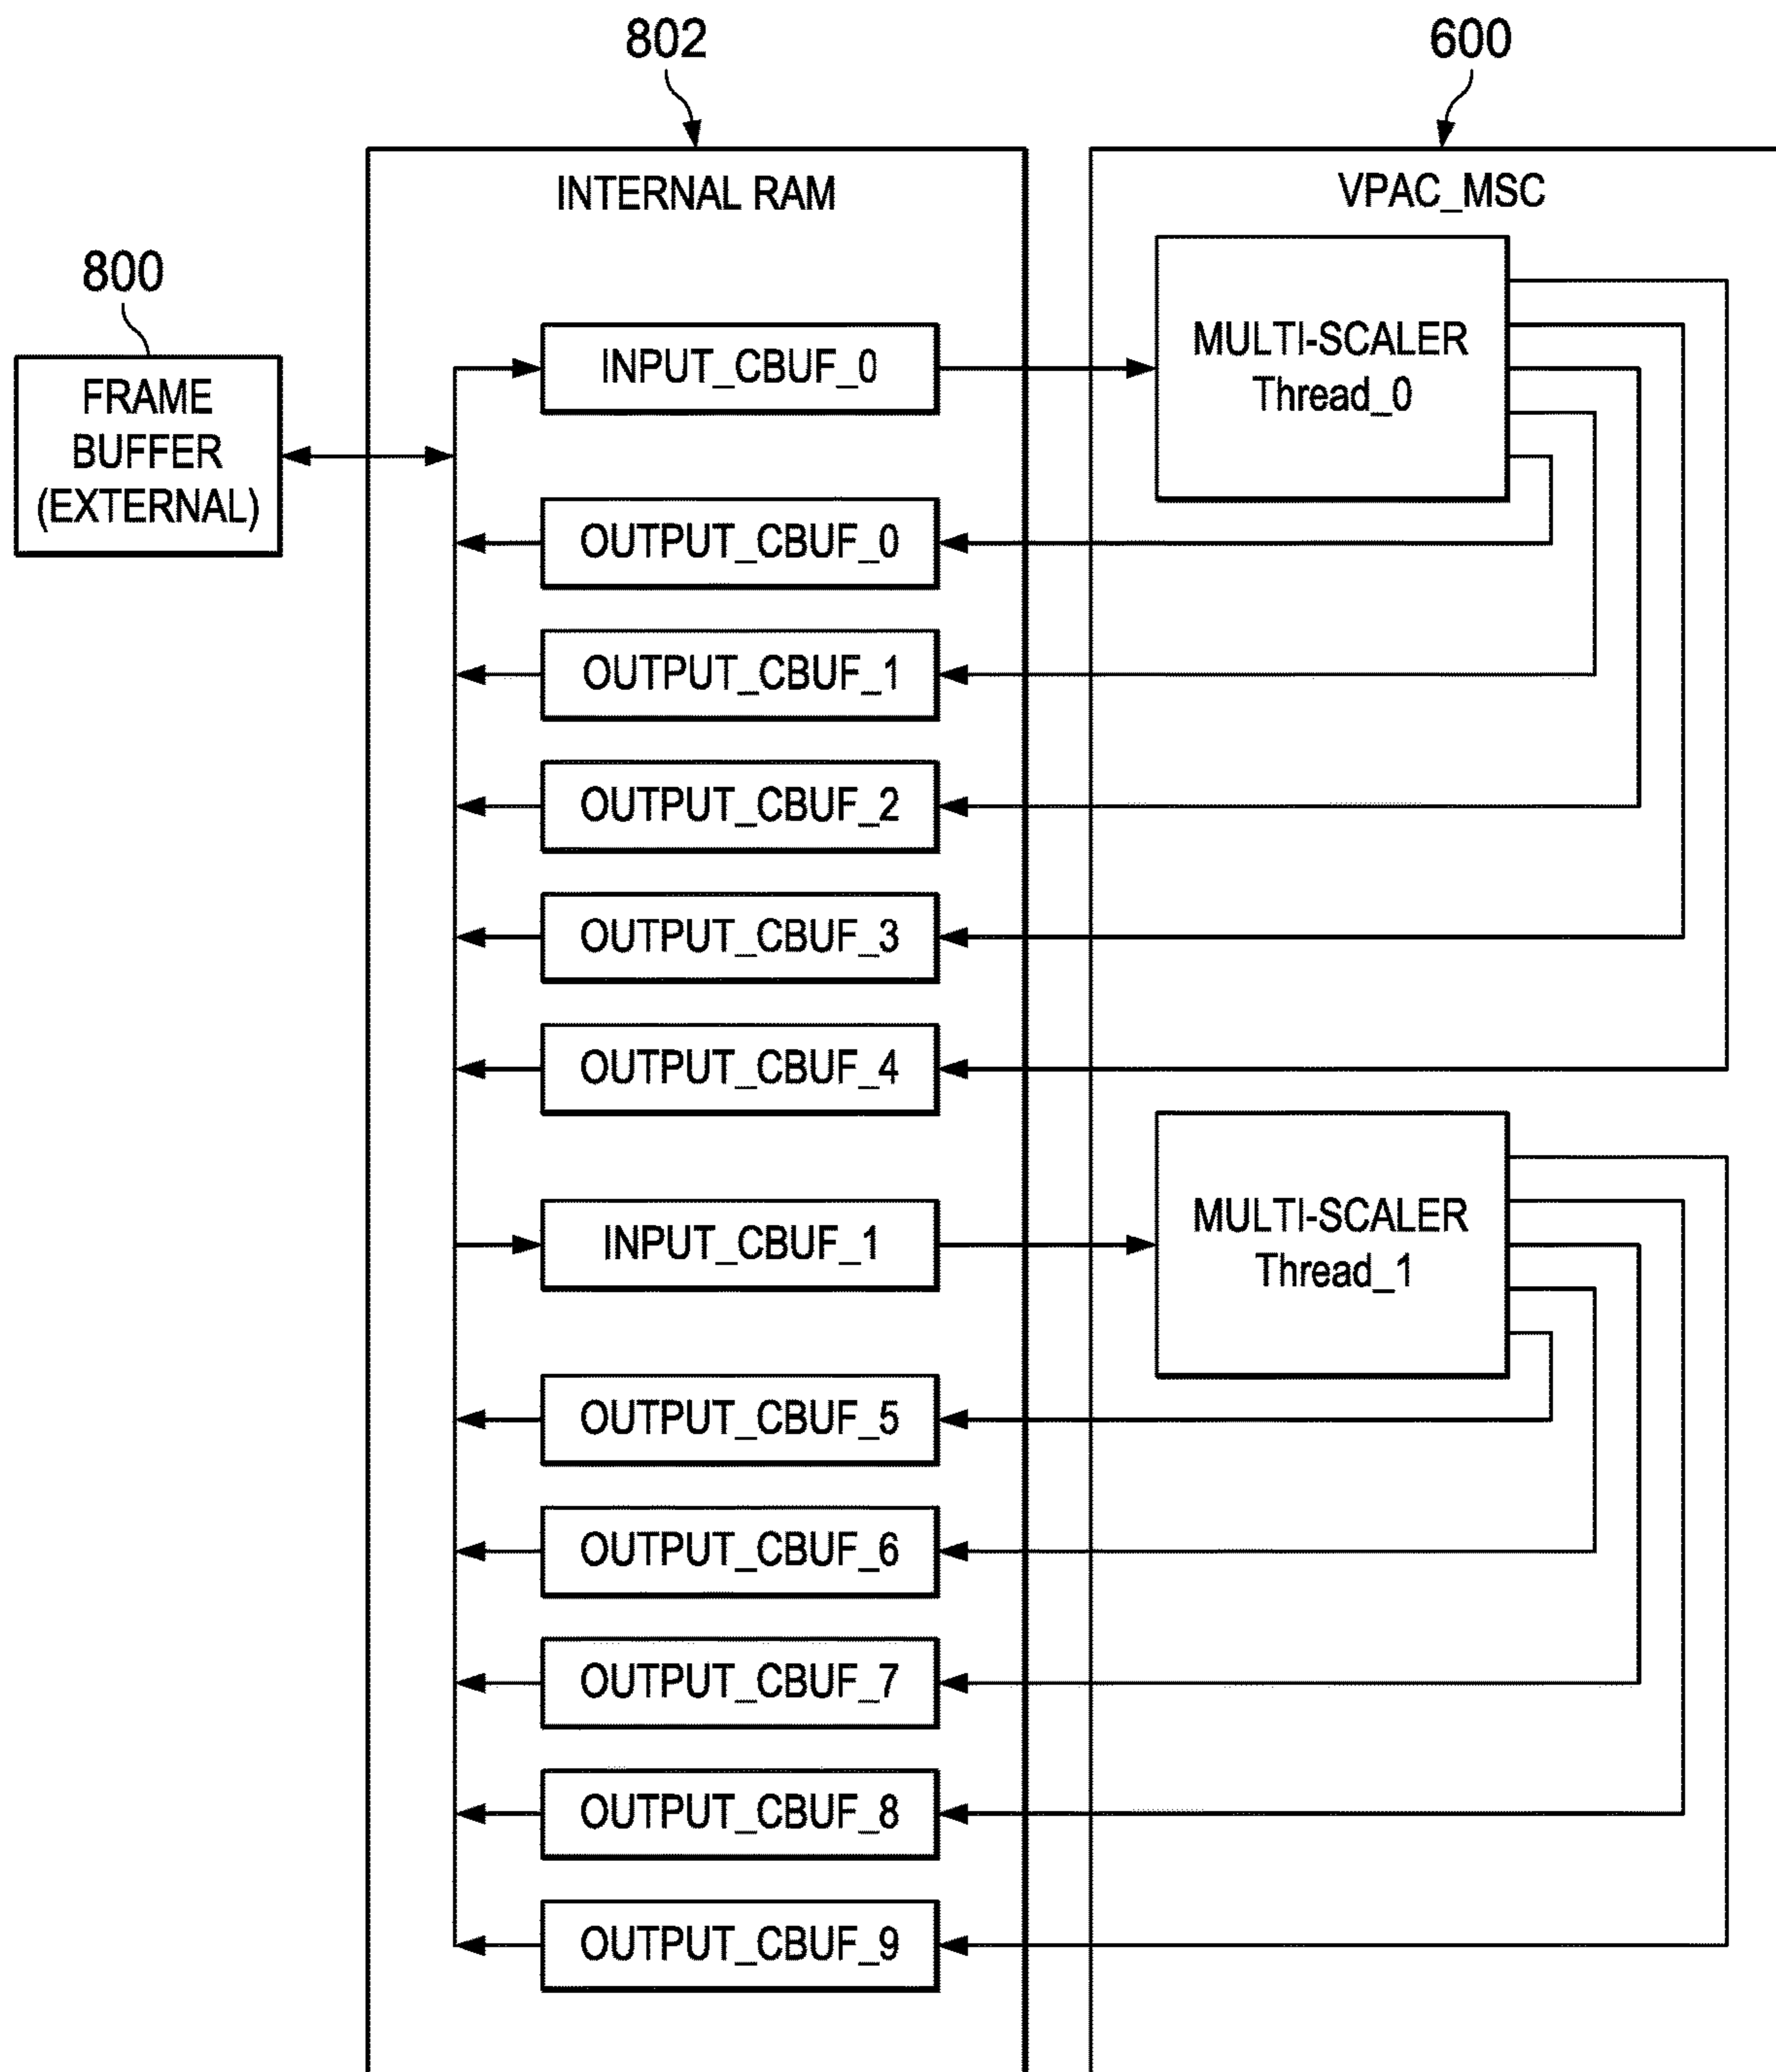 802
600
INTERNAL RAM
VPAC_MSC
800
FRAME
BUFFER
(EXTERNAL)
INPUT_CBUF_0
MULTI-SCALER
Thread_0
OUTPUT_CBUF_0
OUTPUT_CBUF_1
OUTPUT_CBUF_2
OUTPUT_CBUF_3
OUTPUT_CBUF_4
INPUT_CBUF_1
MULTI-SCALER
Thread_1
OUTPUT_CBUF_5
OUTPUT_CBUF_6
OUTPUT_CBUF_7
OUTPUT_CBUF_8
OUTPUT_CBUF_9